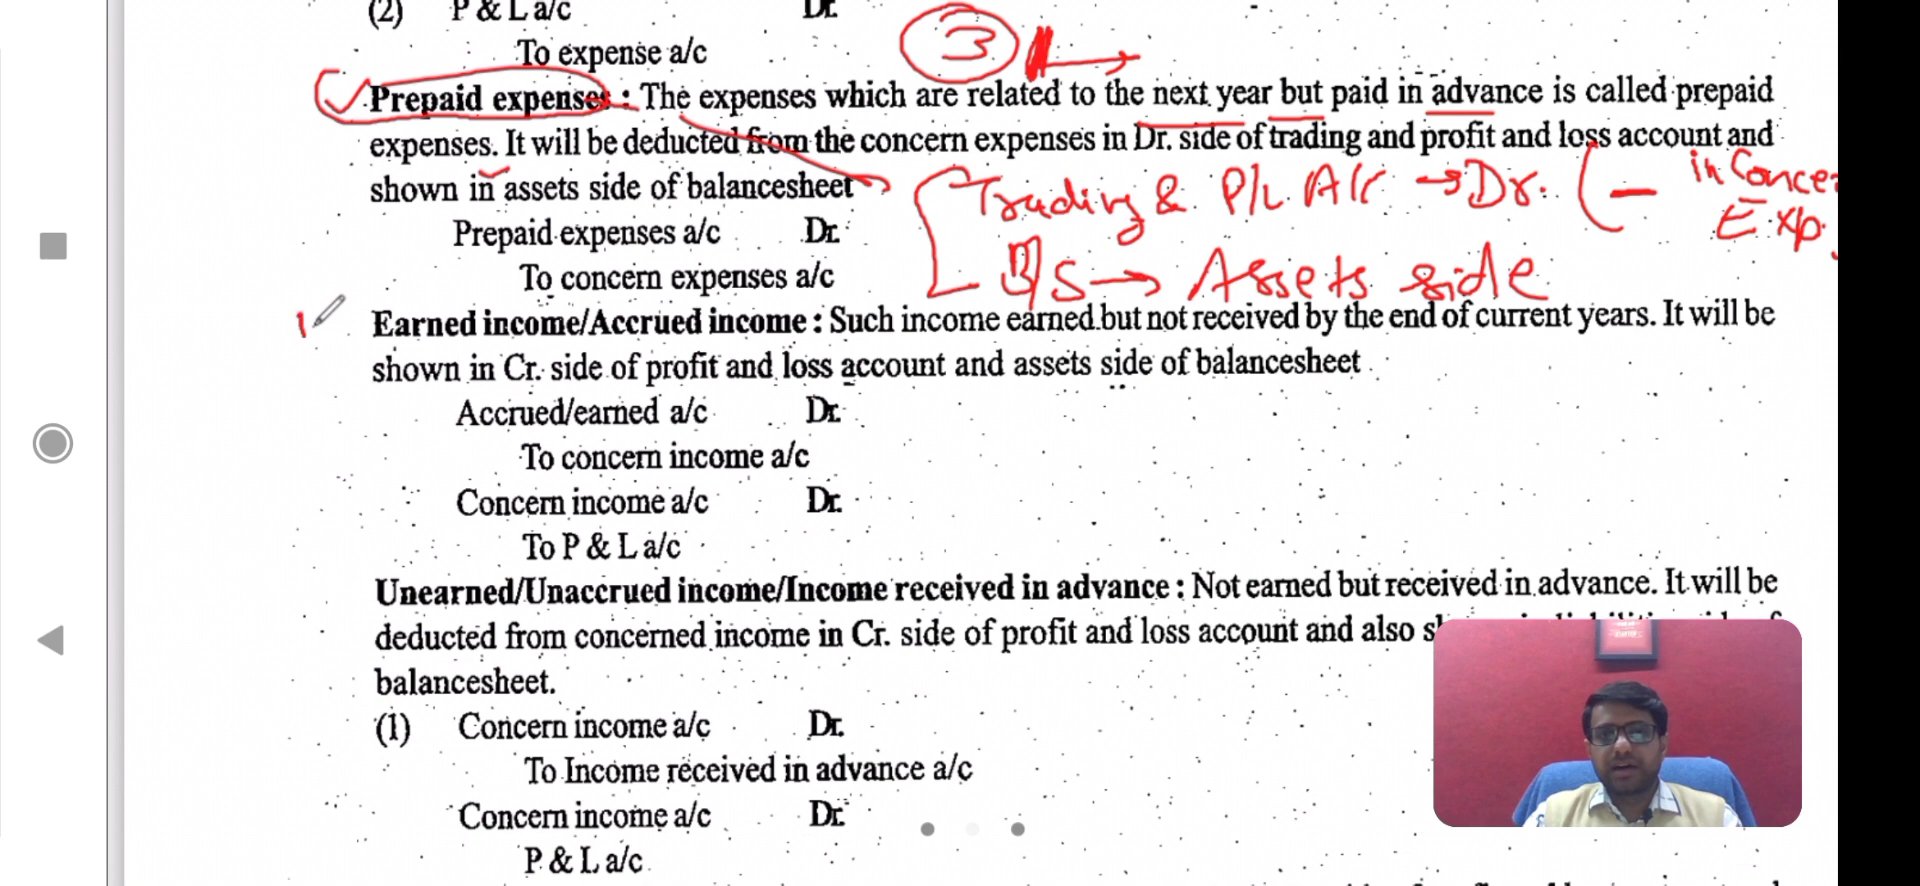 (2) P & L a/c Dr.
To expense a/c
3
Prepaid expenses : The expenses which are related to the next year but paid in advance is called prepaid
expenses. It will be deducted from the concern expenses in Dr. side of trading and profit and loss account and
shown in assets side of balancesheet
Trading & P/L A/c → Dr. ( – in Conce
Exp.
B/S → Assets side
Prepaid expenses a/c Dr.
To concern expenses a/c
Earned income/Accrued income : Such income earned but not received by the end of current years. It will be
shown in Cr. side of profit and loss account and assets side of balancesheet
Accrued/earned a/c Dr.
To concern income a/c
Concern income a/c Dr.
To P & L a/c
Unearned/Unaccrued income/Income received in advance : Not earned but received in advance. It will be
deducted from concerned income in Cr. side of profit and loss account and also
balancesheet.
(1) Concern income a/c Dr.
To Income received in advance a/c
Concern income a/c Dr.
P & L a/c